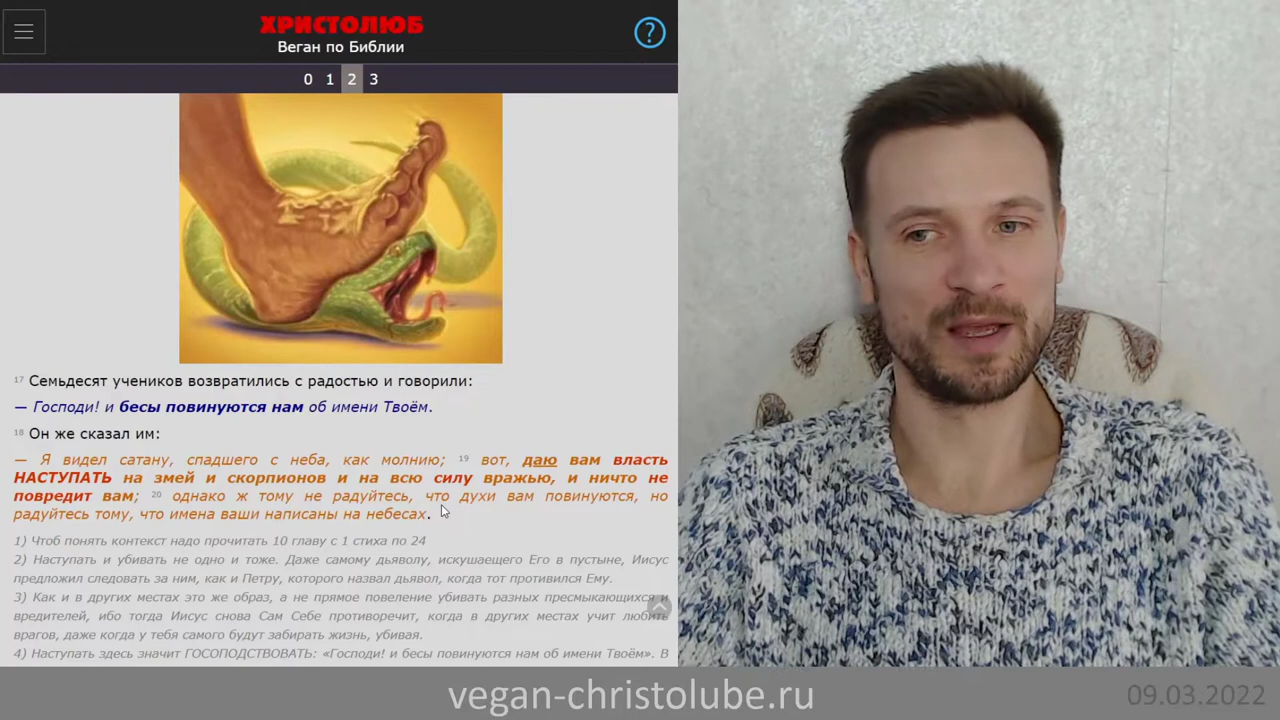 ХРИСТОЛЮБ
Веган по Библии
?
0 1 2 3
17 Семьдесят учеников возвратились с радостью и говорили:
— Господи! и бесы повинуются нам об имени Твоём.
18 Он же сказал им:
— Я видел сатану, спадшего с неба, как молнию; 19 вот, даю вам власть
НАСТУПАТЬ на змей и скорпионов и на всю силу вражью, и ничто не
повредит вам; 20 однако ж тому не радуйтесь, что духи вам повинуются, но
радуйтесь тому, что имена ваши написаны на небесах.
1) Чтоб понять контекст надо прочитать 10 главу с 1 стиха по 24
2) Наступать и убивать не одно и тоже. Даже самому дьяволу, искушаещего Его в пустыне, Иисус
предложил следовать за ним, как и Петру, которого назвал дьявол, когда тот противился Ему.
3) Как и в других местах это же образ, а не прямое повеление убивать разных пресмыкающихся и
вредителей, ибо тогда Иисус снова Сам Себе противоречит, когда в других местах учит любить
врагов, даже когда у тебя самого будут забирать жизнь, убивая.
4) Наступать здесь значит ГОСОПОДСТВОВАТЬ: «Господи! и бесы повинуются нам об имени Твоём». В
vegan-christolube.ru
09.03.2022